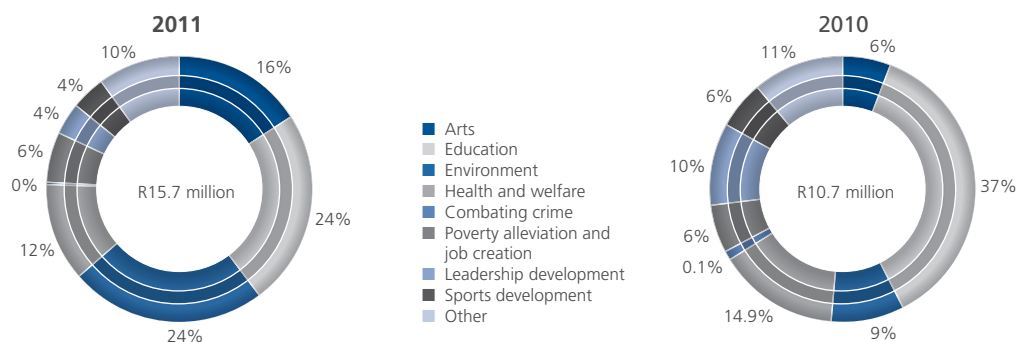 2011
10%
16%
4%
4%
6%
0%
12%
24%
24%
R15.7 million
Arts
Education
Environment
Health and welfare
Combating crime
Poverty alleviation and
job creation
Leadership development
Sports development
Other
2010
11%
6%
6%
10%
37%
6%
0.1%
14.9%
9%
R10.7 million